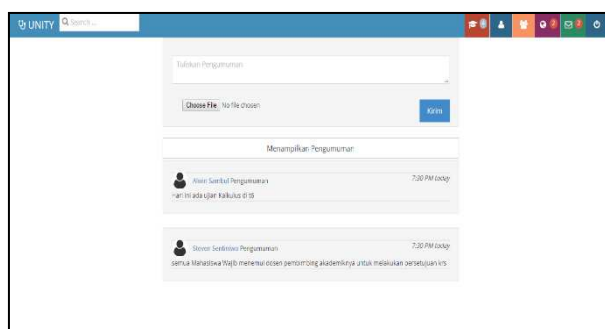 UNITY
Search ...
Tuliskan Pengumuman
Choose File No file chosen
Kirim
Menampilkan Pengumuman
Pengumuman
7:30 PM today
Hari ini ada ujian Kalkulus di
Steven Sentinuwo Pengumuman
7:30 PM today
semua Mahasiswa Wajib menemui dosen pembimbing akademiknya untuk melakukan persetujuan krs